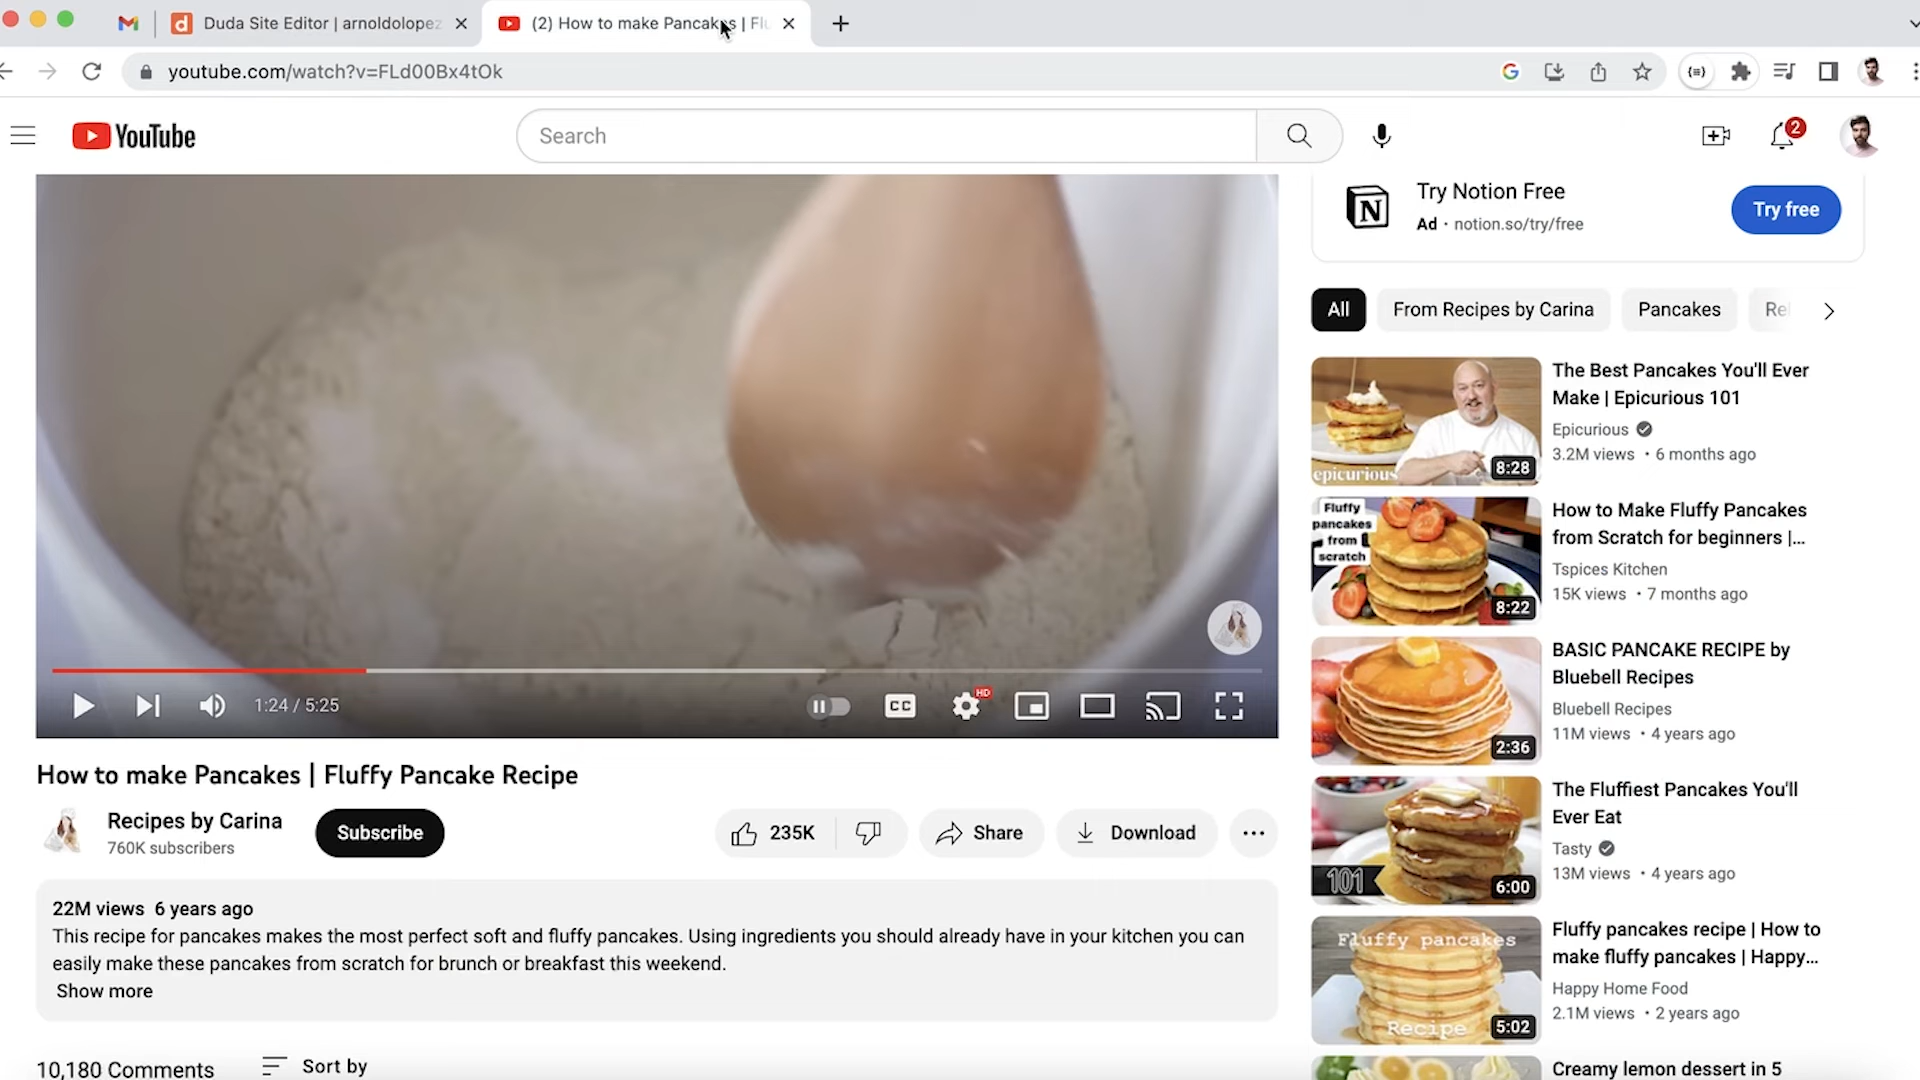 Duda Site Editor | arnoldolopez
(2) How to make Pancakes | Flu
youtube.com/watch?v=FLd00Bx4tOk
YouTube
Search
2
Try Notion Free
Ad · notion.so/try/free
Try free
All
From Recipes by Carina
Pancakes
Rel
1:24 / 5:25
CC
HD
How to make Pancakes | Fluffy Pancake Recipe
Recipes by Carina
760K subscribers
Subscribe
235K
Share
Download
22M views 6 years ago
This recipe for pancakes makes the most perfect soft and fluffy pancakes. Using ingredients you should already have in your kitchen you can
easily make these pancakes from scratch for brunch or breakfast this weekend.
Show more
10,180 Comments
Sort by
epicurious
8:28
The Best Pancakes You'll Ever
Make | Epicurious 101
Epicurious
3.2M views • 6 months ago
Fluffy
pancakes
from
scratch
8:22
How to Make Fluffy Pancakes
from Scratch for beginners |...
Tspices Kitchen
15K views • 7 months ago
2:36
BASIC PANCAKE RECIPE by
Bluebell Recipes
Bluebell Recipes
11M views • 4 years ago
101
6:00
The Fluffiest Pancakes You'll
Ever Eat
Tasty
13M views • 4 years ago
Fluffy pancakes
Recipe
5:02
Fluffy pancakes recipe | How to
make fluffy pancakes | Happy...
Happy Home Food
2.1M views • 2 years ago
Creamy lemon dessert in 5